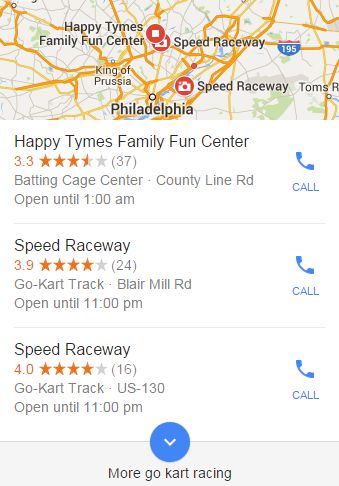 Happy Tymes
Family Fun Center
Speed Raceway
195
King of
Prussia
Speed Raceway
Toms R
Philadelphia
Happy Tymes Family Fun Center
3.3 ★★★★★ (37)
Batting Cage Center · County Line Rd
Open until 1:00 am
CALL
Speed Raceway
3.9 ★★★★★ (24)
Go-Kart Track · Blair Mill Rd
Open until 11:00 pm
CALL
Speed Raceway
4.0 ★★★★★ (16)
Go-Kart Track · US-130
Open until 11:00 pm
CALL
More go kart racing